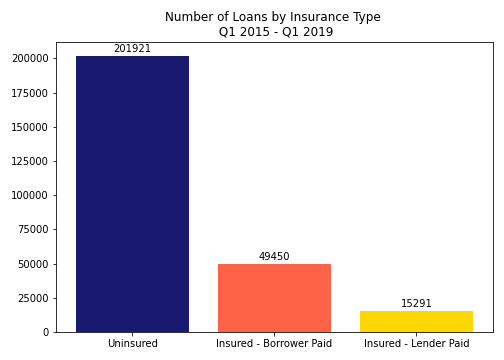 Number of Loans by Insurance Type
Q1 2015 - Q1 2019
201921
49450
15291
200000
175000
150000
125000
100000
75000
50000
25000
0
Uninsured
Insured - Borrower Paid
Insured - Lender Paid